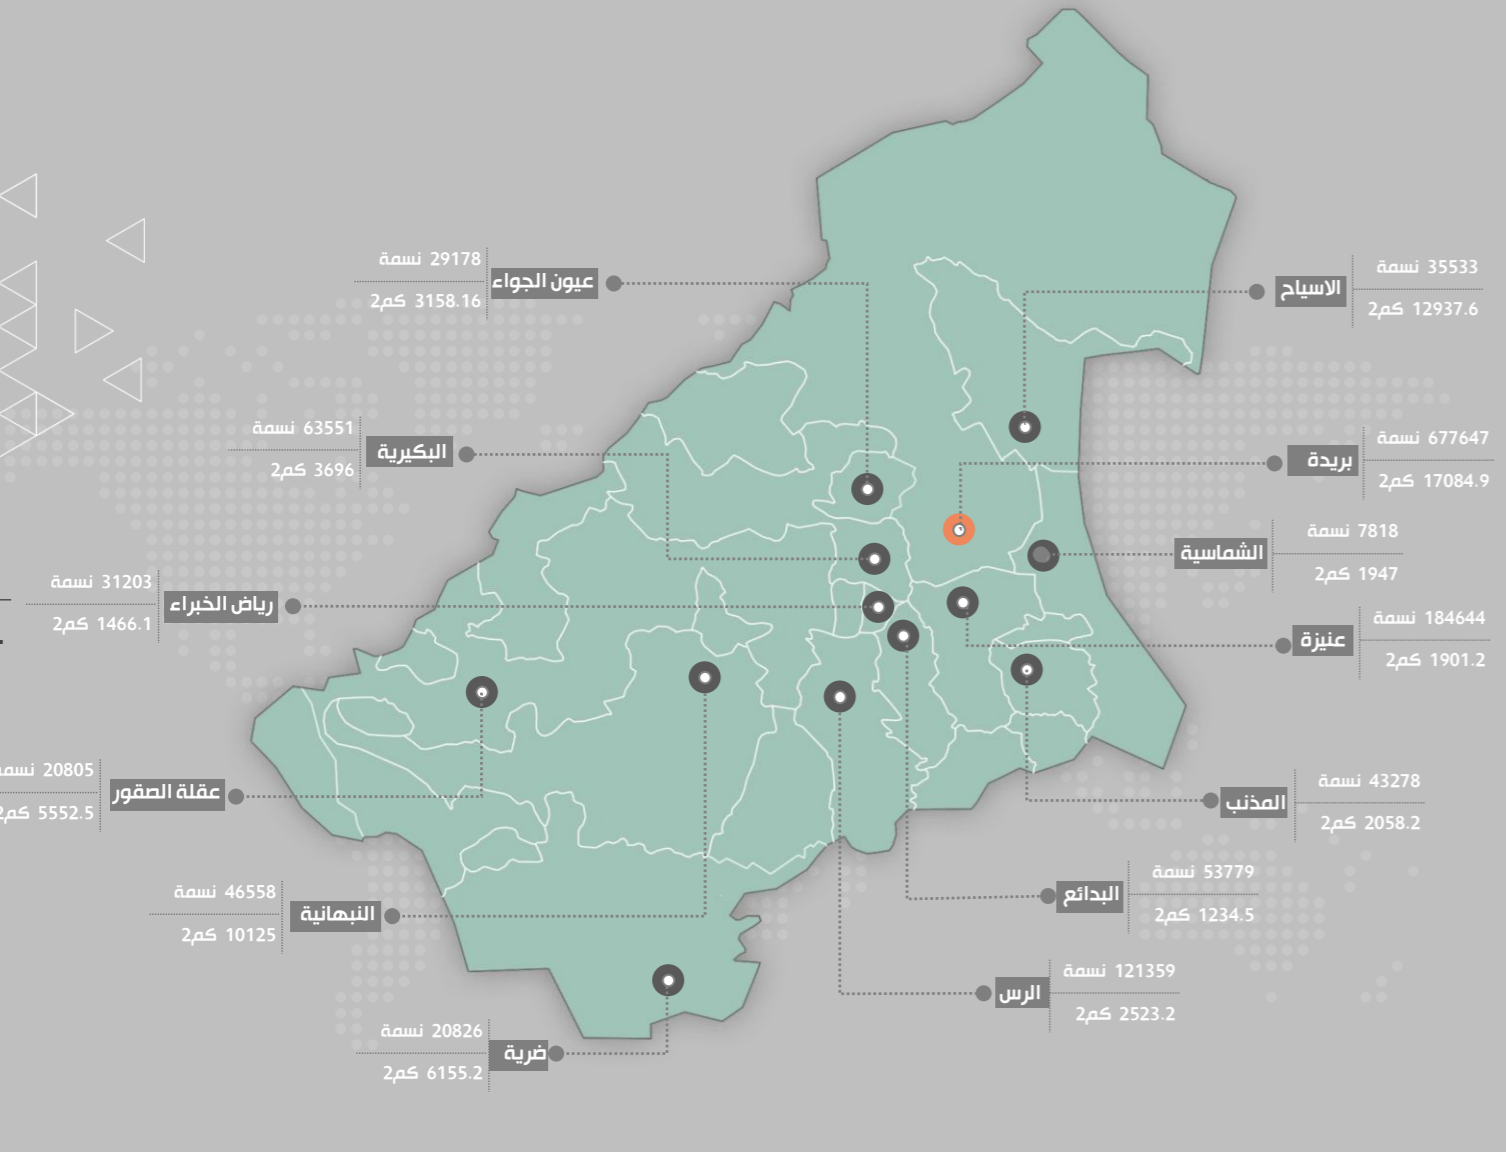 عيون الجواء
29178 نسمة
3158.16 كم2
الاسياح
35533 نسمة
12937.6 كم2
البكيرية
63551 نسمة
3696 كم2
بريدة
677647 نسمة
17084.9 كم2
الشماسية
7818 نسمة
1947 كم2
رياض الخبراء
31203 نسمة
1466.1 كم2
عنيزة
184644 نسمة
1901.2 كم2
عقلة الصقور
20805 نسمة
5552.5 كم2
المذنب
43278 نسمة
2058.2 كم2
النبهانية
46558 نسمة
10125 كم2
البدائع
53779 نسمة
1234.5 كم2
الرس
121359 نسمة
2523.2 كم2
ضرية
20826 نسمة
6155.2 كم2